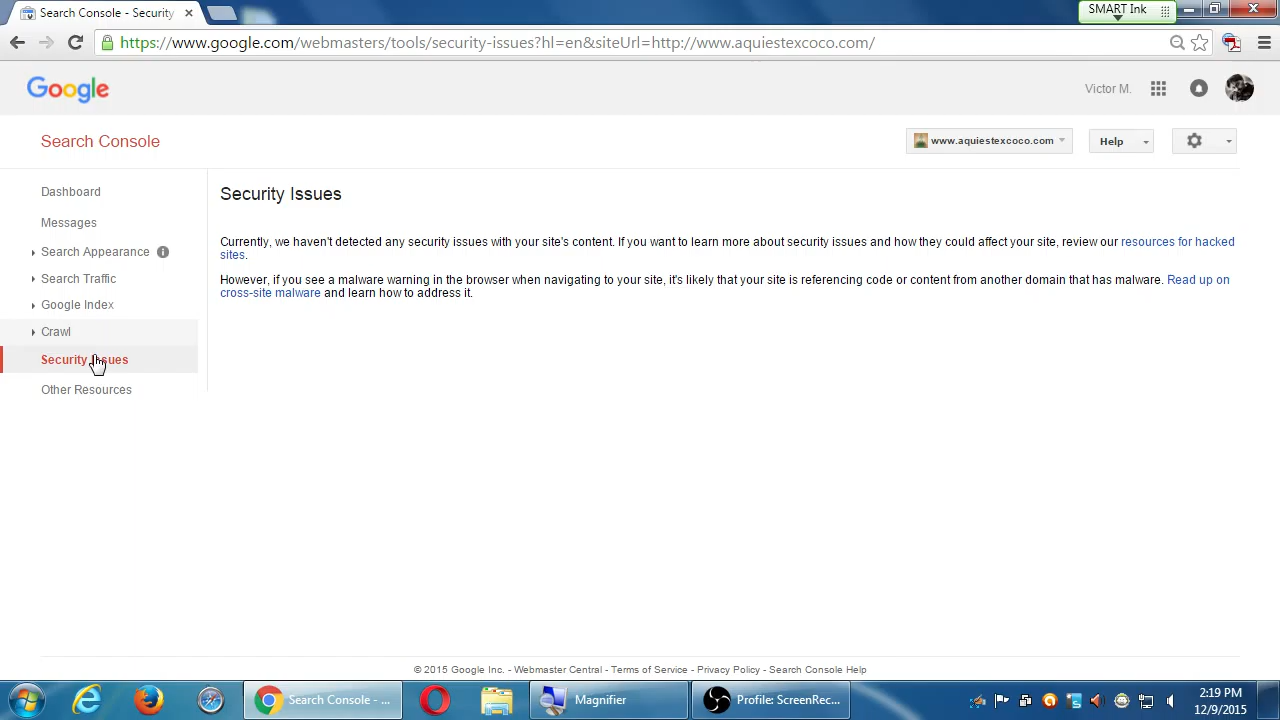 Search Console - Security
SMART Ink
https://www.google.com/webmasters/tools/security-issues?hl=en&siteUrl=http://www.aquiestexcoco.com/
Google
Victor M.
Search Console
www.aquiestexcoco.com
Help
Dashboard
Messages
Search Appearance
Search Traffic
Google Index
Crawl
Security Issues
Other Resources
Security Issues
Currently, we haven't detected any security issues with your site's content. If you want to learn more about security issues and how they could affect your site, review our resources for hacked
sites.
However, if you see a malware warning in the browser when navigating to your site, it's likely that your site is referencing code or content from another domain that has malware. Read up on
cross-site malware and learn how to address it.
© 2015 Google Inc. - Webmaster Central - Terms of Service - Privacy Policy - Search Console Help
Search Console - ...
Magnifier
Profile: ScreenRec...
2:19 PM
12/9/2015